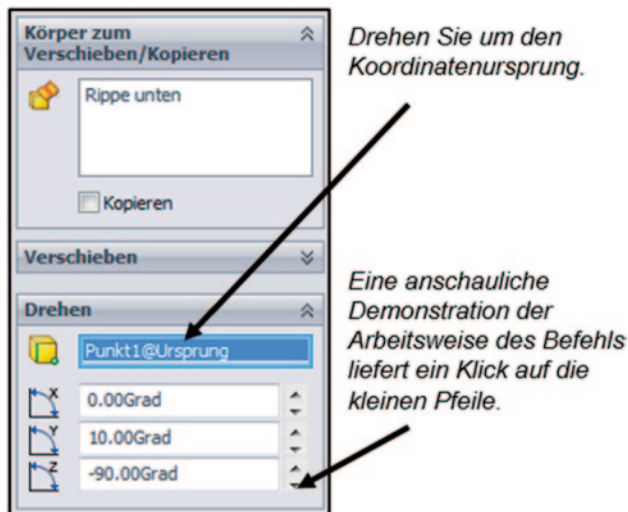 Körper zum
Verschieben/Kopieren
Rippe unten
Kopieren
Verschieben
Drehen
Punkt1@Ursprung
X
0.00Grad
Y
10.00Grad
Z
-90.00Grad
Drehen Sie um den
Koordinatenursprung.
Eine anschauliche
Demonstration der
Arbeitsweise des Befehls
liefert ein Klick auf die
kleinen Pfeile.